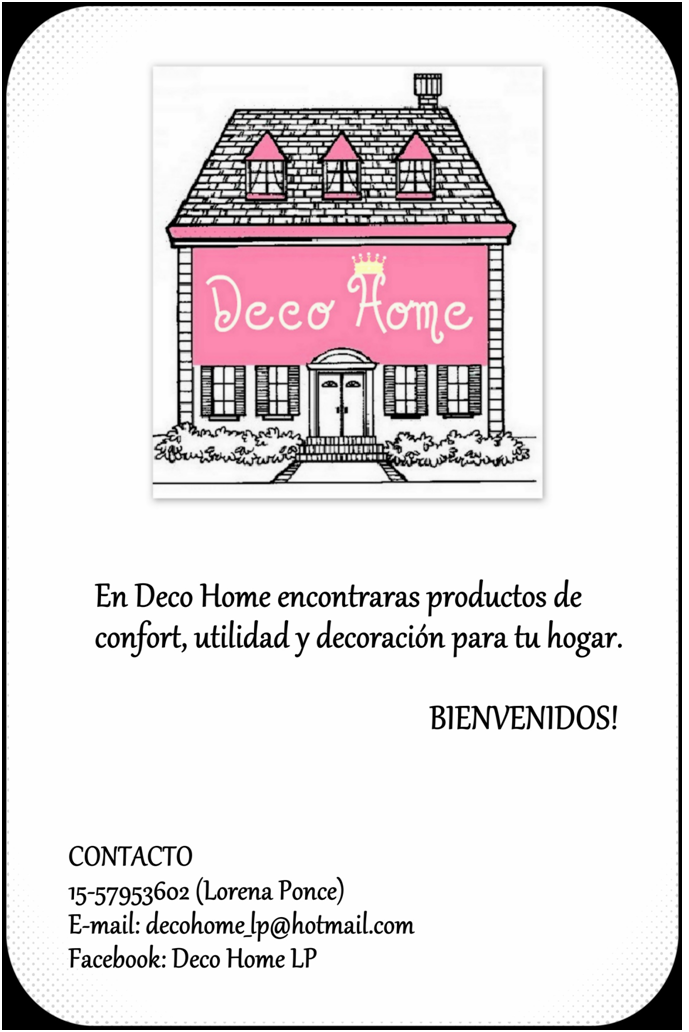 Deco Home
En Deco Home encontraras productos de
confort, utilidad y decoración para tu hogar.
BIENVENIDOS!
CONTACTO
15-57953602 (Lorena Ponce)
E-mail: decohome_lp@hotmail.com
Facebook: Deco Home LP